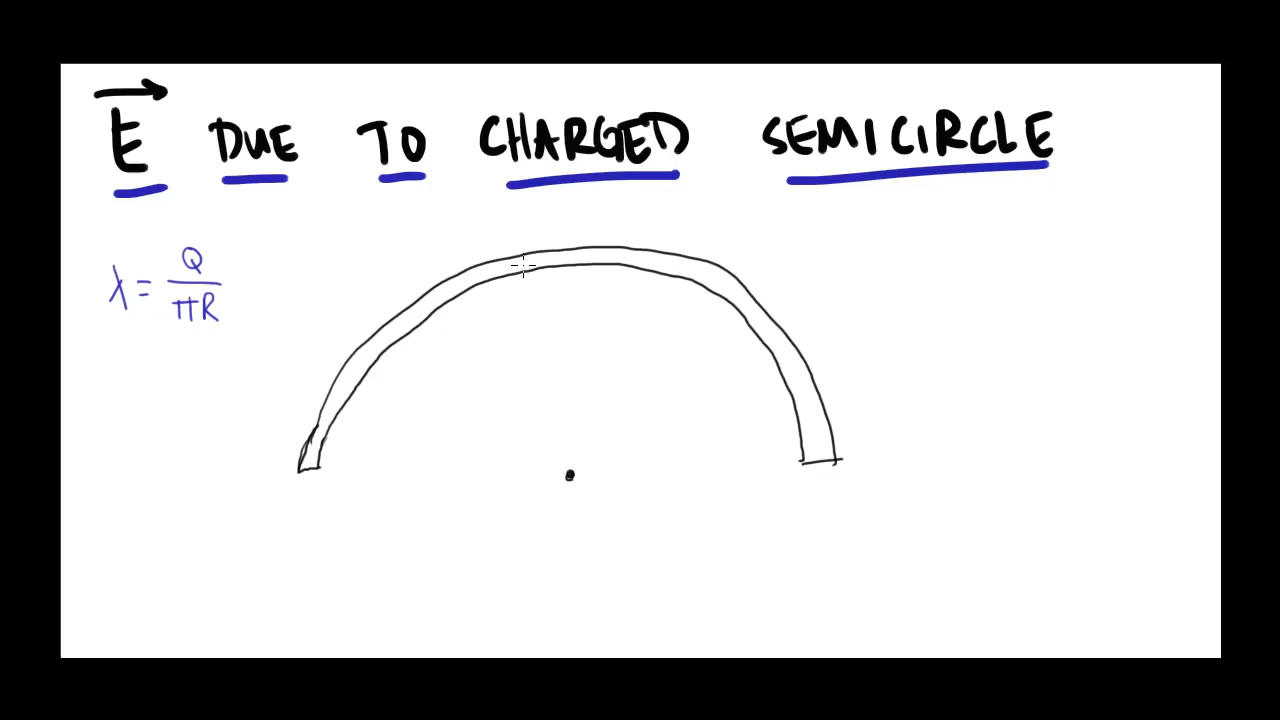 E DUE TO CHARGED SEMICIRCLE
λ = Q / πR